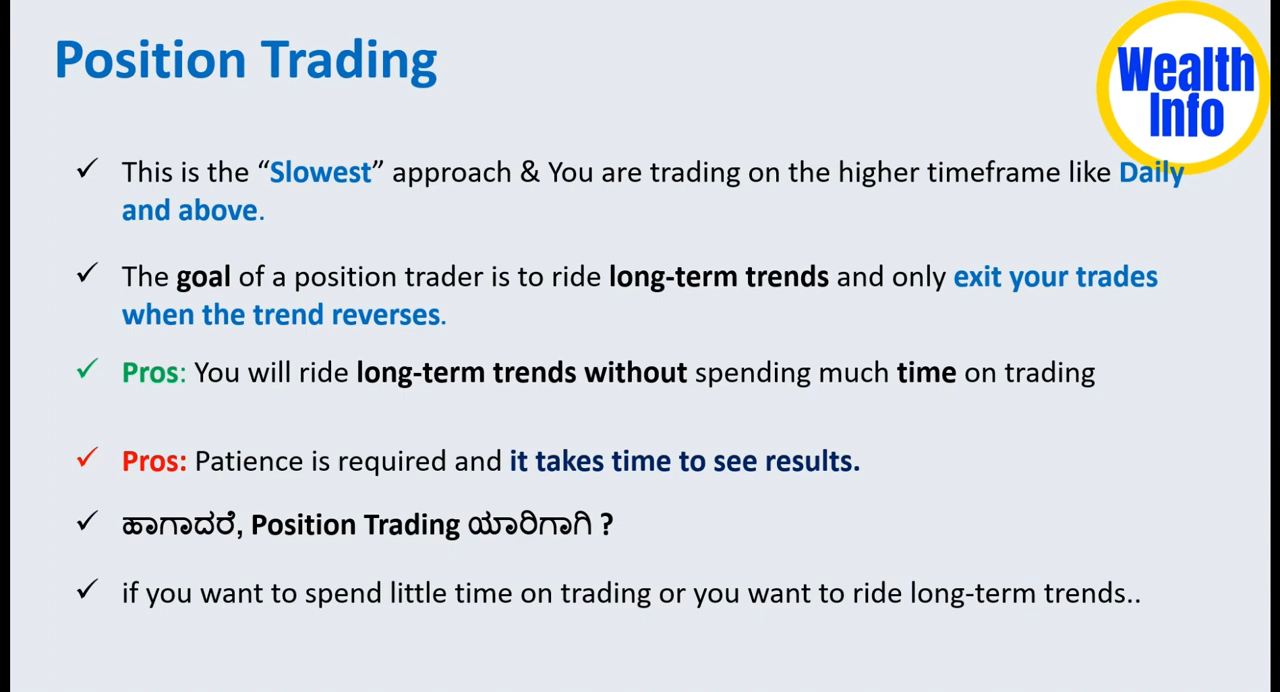 Position Trading
Wealth
Info
✓ This is the “Slowest” approach & You are trading on the higher timeframe like Daily
and above.
✓ The goal of a position trader is to ride long-term trends and only exit your trades
when the trend reverses.
✓ Pros: You will ride long-term trends without spending much time on trading
✓ Pros: Patience is required and it takes time to see results.
✓ ಹಾಗಾದರೆ, Position Trading ಯಾರಿಗಾಗಿ ?
✓ if you want to spend little time on trading or you want to ride long-term trends..